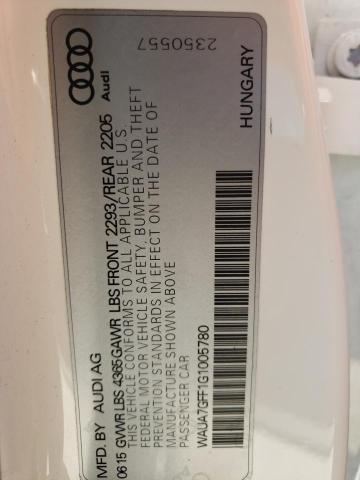 MFD. BY AUDI AG
0615 GVWR LBS 4365 GAWR LBS FRONT 2293/REAR 2205
THIS VEHICLE CONFORMS TO ALL APPLICABLE U.S.
FEDERAL MOTOR VEHICLE SAFETY, BUMPER AND THEFT
PREVENTION STANDARDS IN EFFECT ON THE DATE OF
MANUFACTURE SHOWN ABOVE
PASSENGER CAR
WAUA7GFF1G1005780
Audi
2350557
HUNGARY